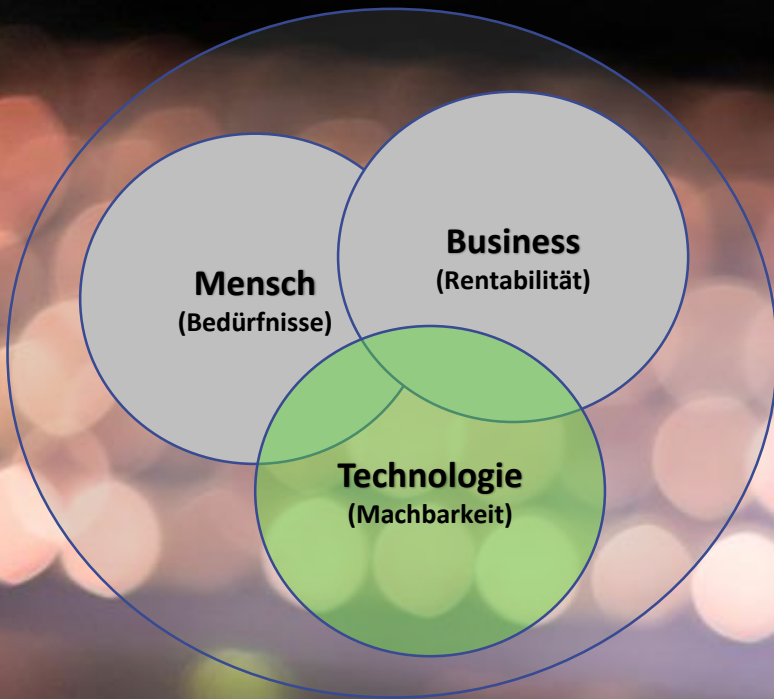 Mensch
(Bedürfnisse)
Business
(Rentabilität)
Technologie
(Machbarkeit)